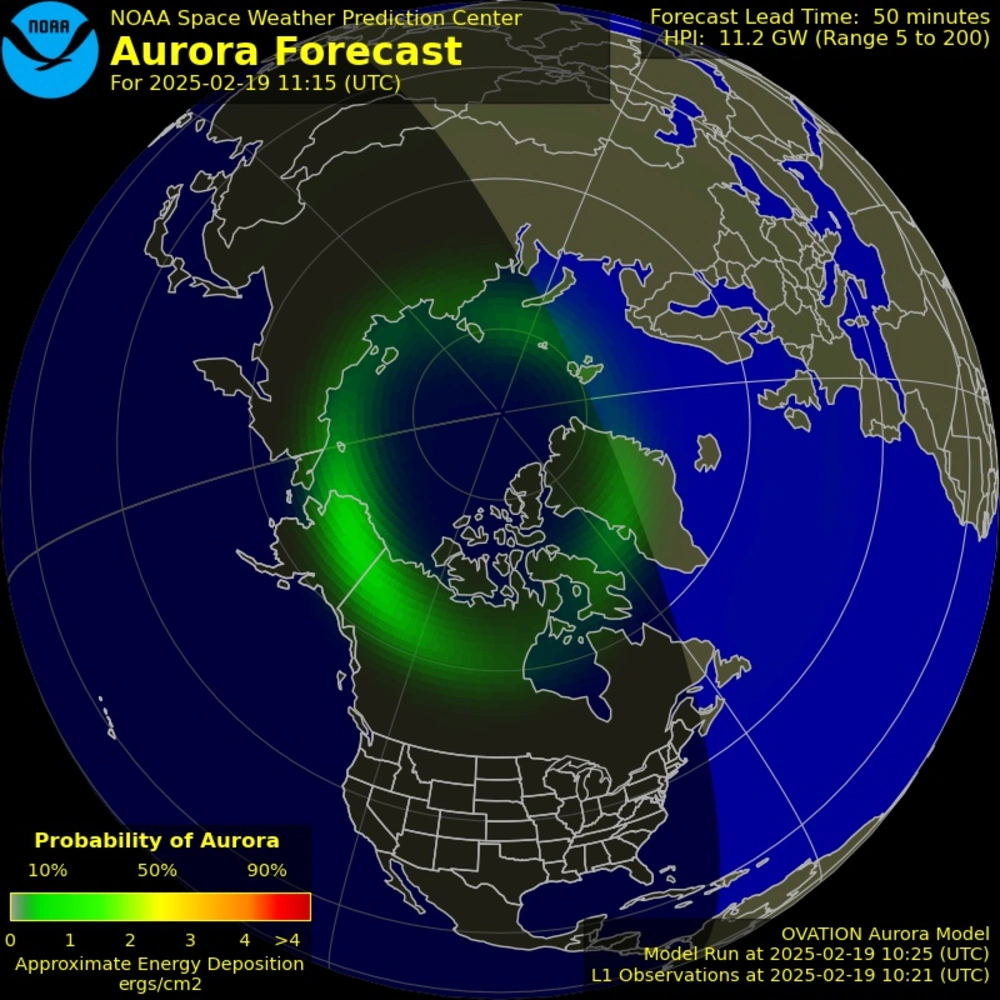 NOAA
NOAA Space Weather Prediction Center
Aurora Forecast
For 2025-02-19 11:15 (UTC)
Forecast Lead Time: 50 minutes
HPI: 11.2 GW (Range 5 to 200)
Probability of Aurora
10% 50% 90%
0 1 2 3 4 >4
Approximate Energy Deposition
ergs/cm2
OVATION Aurora Model
Model Run at 2025-02-19 10:25 (UTC)
L1 Observations at 2025-02-19 10:21 (UTC)